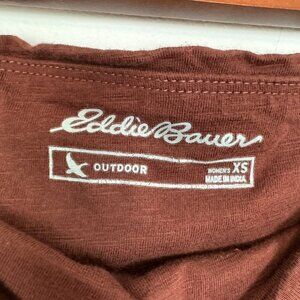 Eddie Bauer
OUTDOOR
WOMEN'S XS
MADE IN INDIA